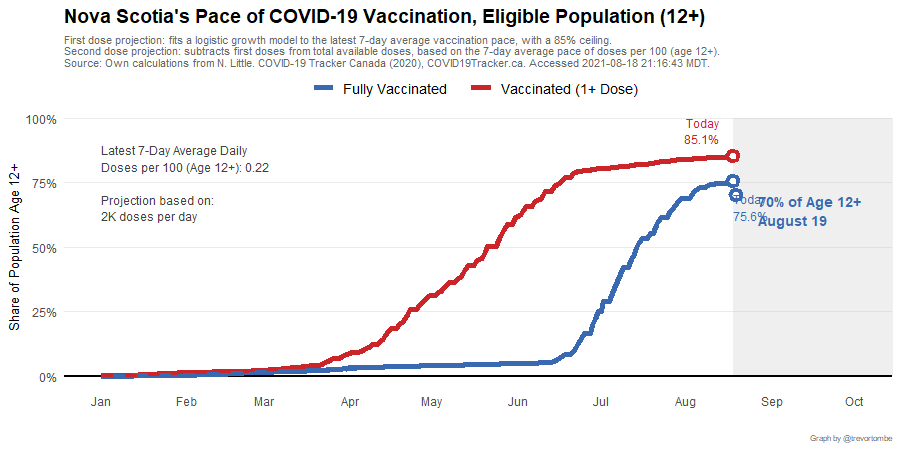 Nova Scotia's Pace of COVID-19 Vaccination, Eligible Population (12+)
First dose projection: fits a logistic growth model to the latest 7-day average vaccination pace, with a 85% ceiling.
Second dose projection: subtracts first doses from total available doses, based on the 7-day average pace of doses per 100 (age 12+).
Source: Own calculations from N. Little. COVID-19 Tracker Canada (2020), COVID19Tracker.ca. Accessed 2021-08-18 21:16:43 MDT.
Fully Vaccinated
Vaccinated (1+ Dose)
100%
75%
50%
25%
0%
Share of Population Age 12+
Latest 7-Day Average Daily
Doses per 100 (Age 12+): 0.22
Projection based on:
2K doses per day
Today
85.1%
Today
75.6%
70% of Age 12+
August 19
Jan
Feb
Mar
Apr
May
Jun
Jul
Aug
Sep
Oct
Graph by @trevortombe